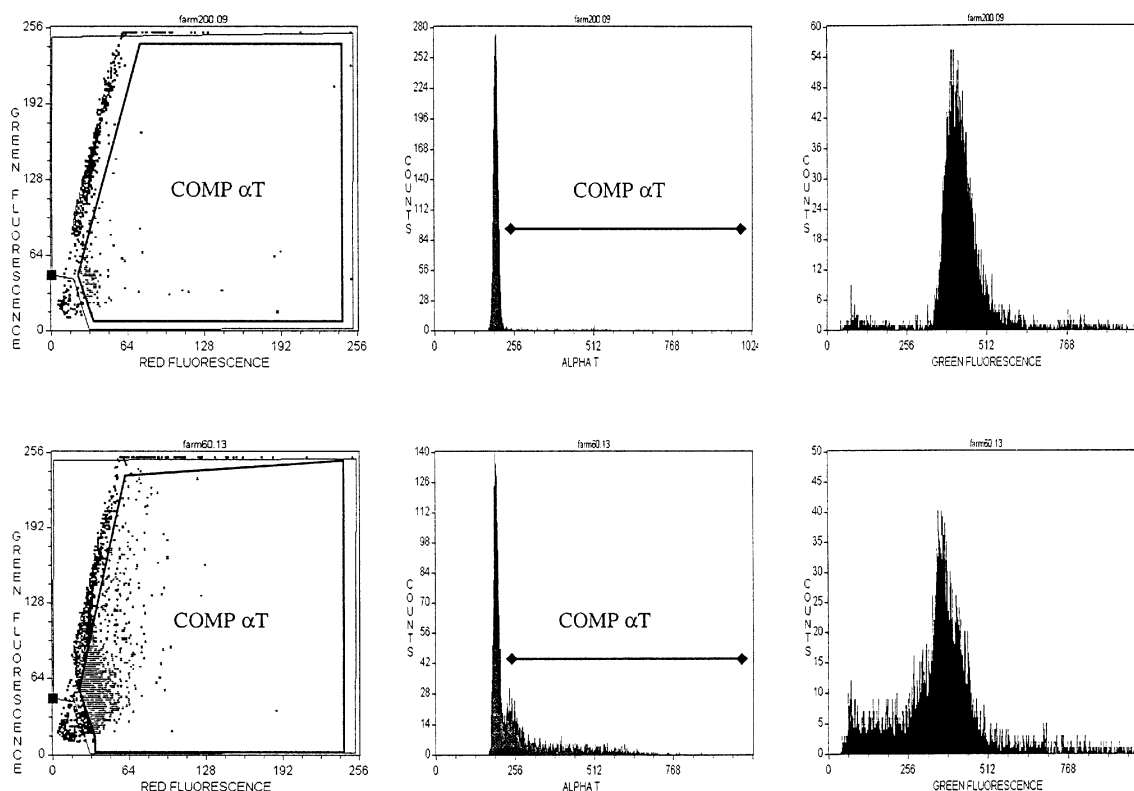 farm200.09
256
192
128
64
0
GREEN FLUORESCENCE
COMP αT
0 64 128 192 256
RED FLUORESCENCE
farm200.09
280
252
224
196
168
140
112
84
56
28
0
COUNTS
COMP αT
0 256 512 768 1024
ALPHA T
farm200.09
60
54
48
42
36
30
24
18
12
6
0
COUNTS
0 256 512 768
GREEN FLUORESCENCE
farm60.13
256
192
128
64
0
GREEN FLUORESCENCE
COMP αT
0 64 128 192 256
RED FLUORESCENCE
farm60.13
140
126
112
98
84
70
56
42
28
14
0
COUNTS
COMP αT
0 256 512 768
ALPHA T
farm60.13
50
45
40
35
30
25
20
15
10
5
0
COUNTS
0 256 512 768
GREEN FLUORESCENCE